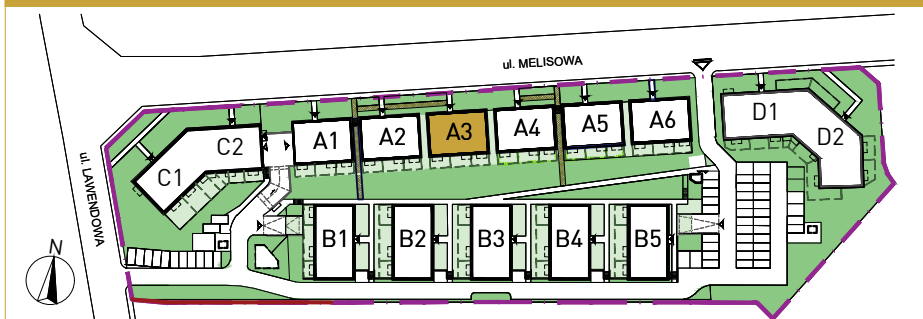 ul. MELISOWA
ul. LAWENDOWA
C1
C2
A1
A2
A3
A4
A5
A6
D1
D2
B1
B2
B3
B4
B5
N